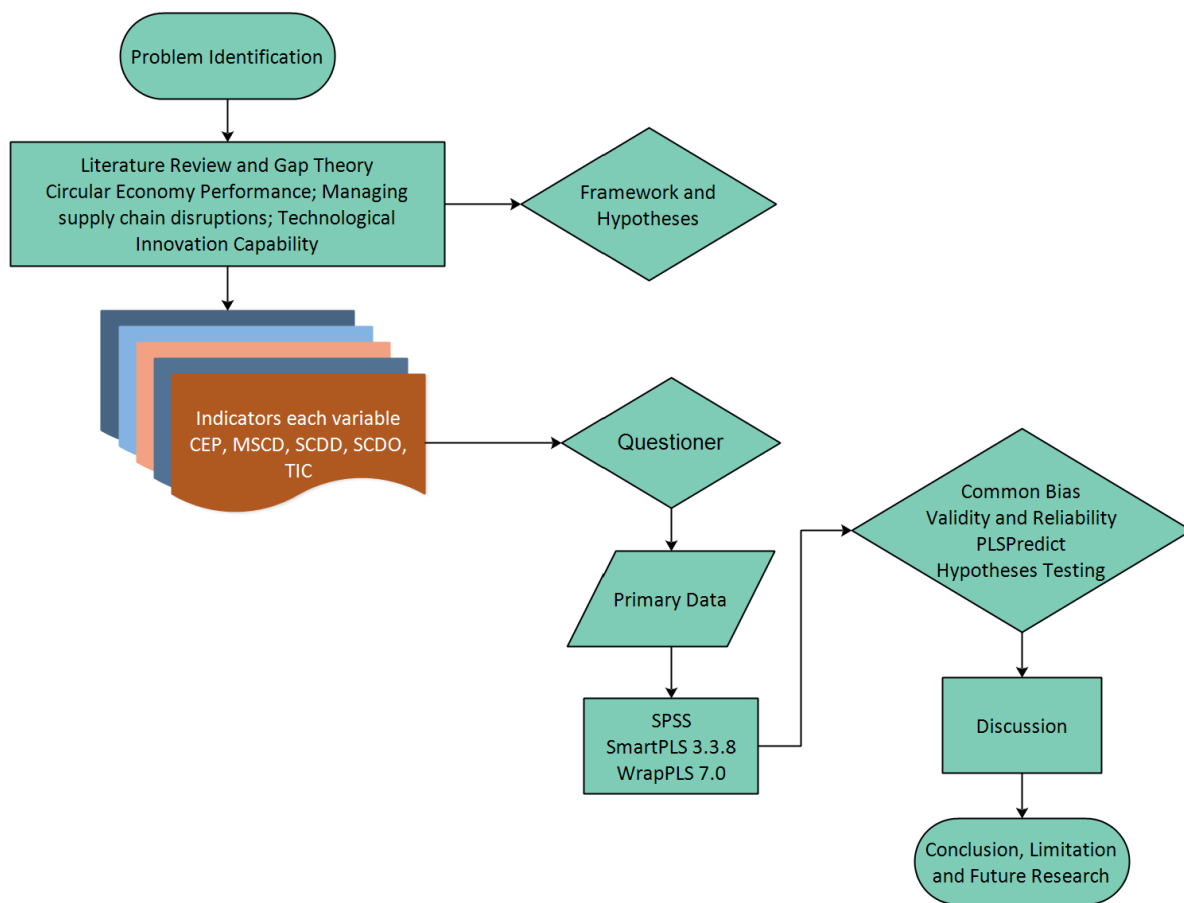 Problem Identification
Literature Review and Gap Theory
Circular Economy Performance; Managing
supply chain disruptions; Technological
Innovation Capability
Framework and
Hypotheses
Indicators each variable
CEP, MSCD, SCDD, SCDO,
TIC
Questioner
Primary Data
SPSS
SmartPLS 3.3.8
WrapPLS 7.0
Common Bias
Validity and Reliability
PLSPredict
Hypotheses Testing
Discussion
Conclusion, Limitation
and Future Research